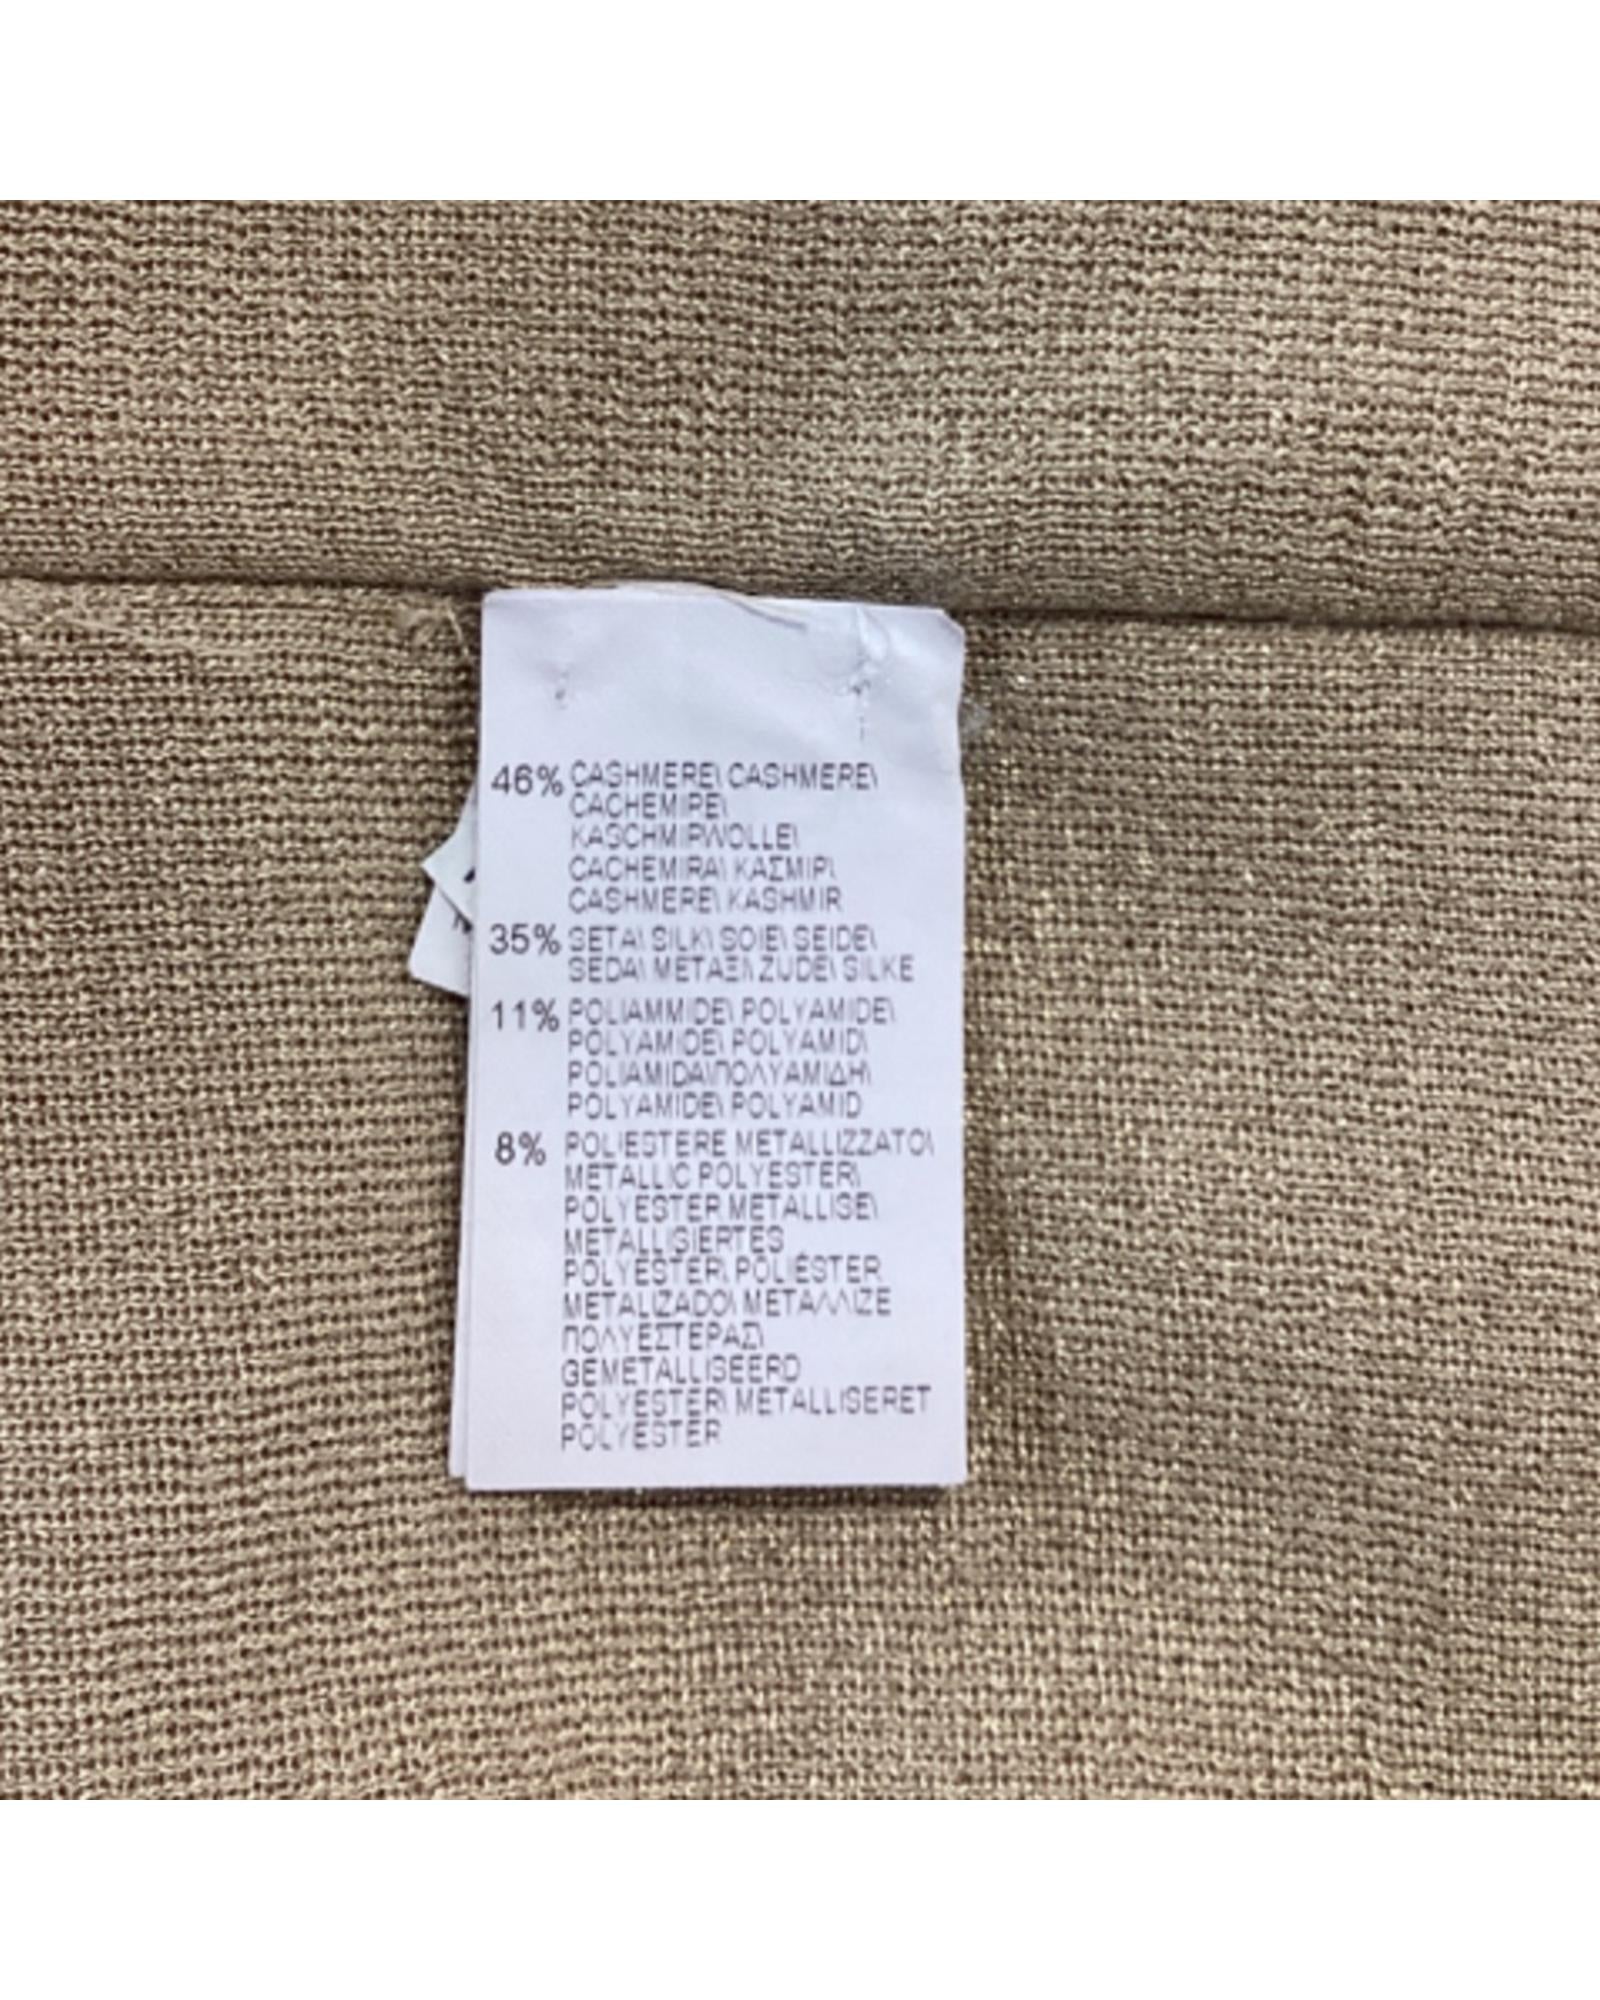 46% CASHMERE\ CASHMERE\
CACHEMIRE\
KASCHMIRWOLLE\
CACHEMIRA\ ΚΑΣΜΙΡ\
CASHMERE\ KASHMIR
35% SETA\ SILK\ SOIE\ SEIDE\
SEDA\ ΜΕΤΑΞΙ\ ZIJDE\ SILKE
11% POLIAMMIDE\ POLYAMIDE\
POLYAMIDE\ POLYAMID\
POLIAMIDA\ ΠΟΛΥΑΜΙΔΗ\
POLYAMIDE\ POLYAMID
8% POLIESTERE METALLIZZATO\
METALLIC POLYESTER\
POLYESTER METALLISE\
METALLISIERTES
POLYESTER\ POLIÉSTER
METALIZADO\ ΜΕΤΑΛΛΙΖΕ
ΠΟΛΥΕΣΤΕΡΑΣ\
GEMETALLISEERD
POLYESTER\ METALLISERET
POLYESTER